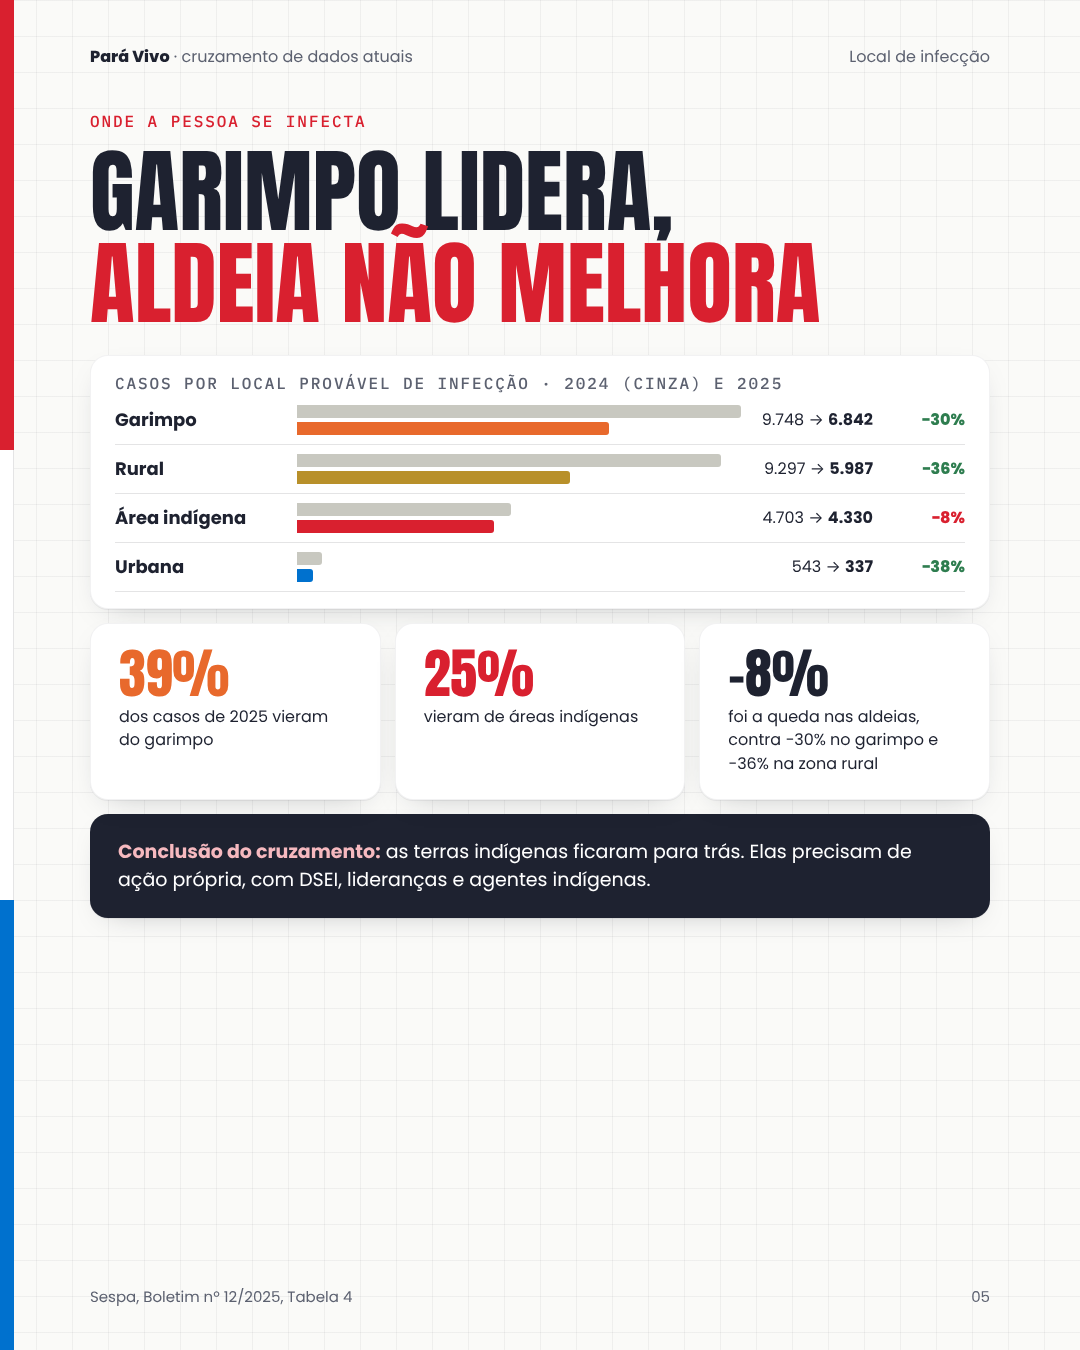 Pará Vivo · cruzamento de dados atuais
Local de infecção
ONDE A PESSOA SE INFECTA
GARIMPO LIDERA,
ALDEIA NÃO MELHORA
CASOS POR LOCAL PROVÁVEL DE INFECÇÃO · 2024 (CINZA) E 2025
Garimpo 9.748 → 6.842 -30%
Rural 9.297 → 5.987 -36%
Área indígena 4.703 → 4.330 -8%
Urbana 543 → 337 -38%
39%
dos casos de 2025 vieram
do garimpo
25%
vieram de áreas indígenas
-8%
foi a queda nas aldeias,
contra -30% no garimpo e
-36% na zona rural
Conclusão do cruzamento: as terras indígenas ficaram para trás. Elas precisam de
ação própria, com DSEI, lideranças e agentes indígenas.
Sespa, Boletim nº 12/2025, Tabela 4
05